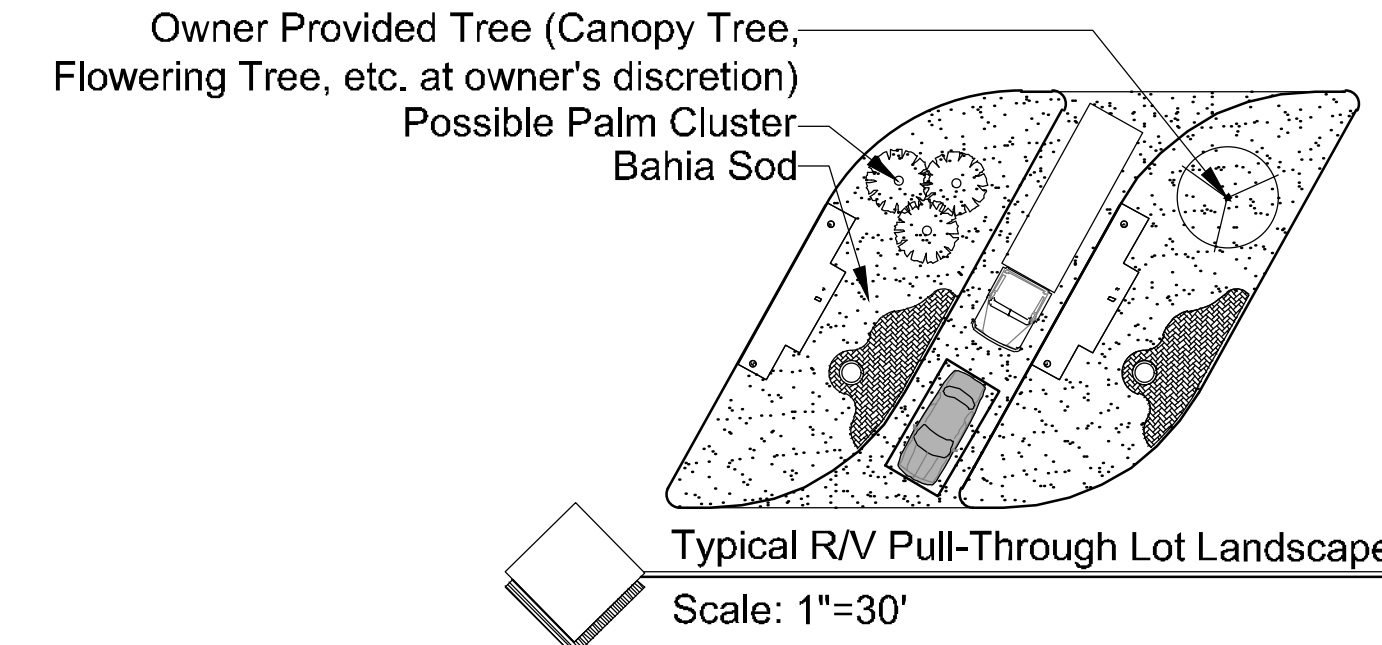 Owner Provided Tree (Canopy Tree,
Flowering Tree, etc. at owner's discretion)
Possible Palm Cluster
Bahia Sod
Typical R/V Pull-Through Lot Landscape
Scale: 1"=30'